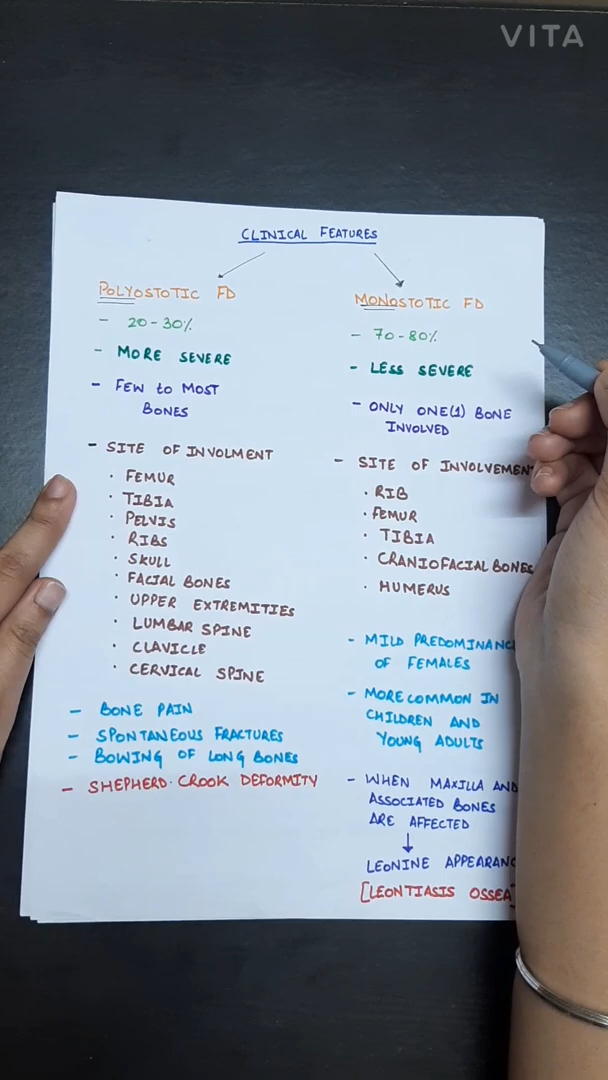 VITA
CLINICAL FEATURES
POLYOSTOTIC FD
- 20-30%
- MORE SEVERE
- FEW TO MOST
BONES
- SITE OF INVOLMENT
· FEMUR
· TIBIA
· PELVIS
· RIBS
· SKULL
· FACIAL BONES
· UPPER EXTREMITIES
· LUMBAR SPINE
· CLAVICLE
· CERVICAL SPINE
- BONE PAIN
- SPONTANEOUS FRACTURES
- BOWING OF LONG BONES
- SHEPHERD·CROOK DEFORMITY
MONOSTOTIC FD
- 70-80%
- LESS SEVERE
- ONLY ONE(1) BONE
INVOLVED
- SITE OF INVOLVEMEN
· RIB
· FEMUR
· TIBIA
· CRANIOFACIAL BONES
· HUMERUS
- MILD PREDOMINANC
OF FEMALES
- MORE COMMON IN
CHILDREN AND
YOUNG ADULTS
- WHEN MAXILLA AND
ASSOCIATED BONES
ARE AFFECTED
↓
LEONINE APPEARANC
[LEONTIASIS OSSEA]